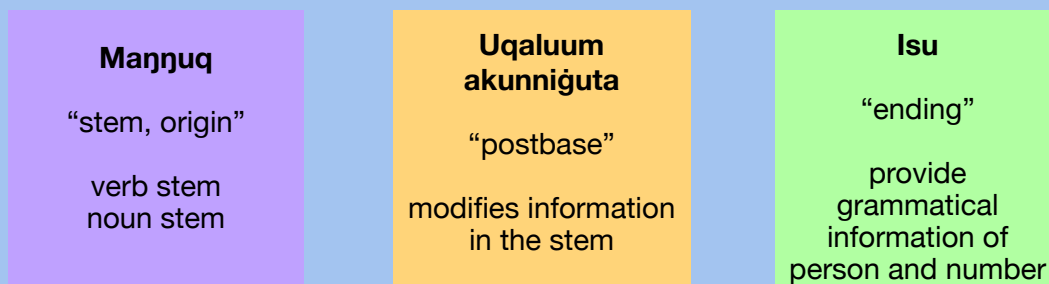 Maŋŋuq
“stem, origin”
verb stem
noun stem
Uqaluum
akunniġuta
“postbase”
modifies information
in the stem
Isu
“ending”
provide
grammatical
information of
person and number